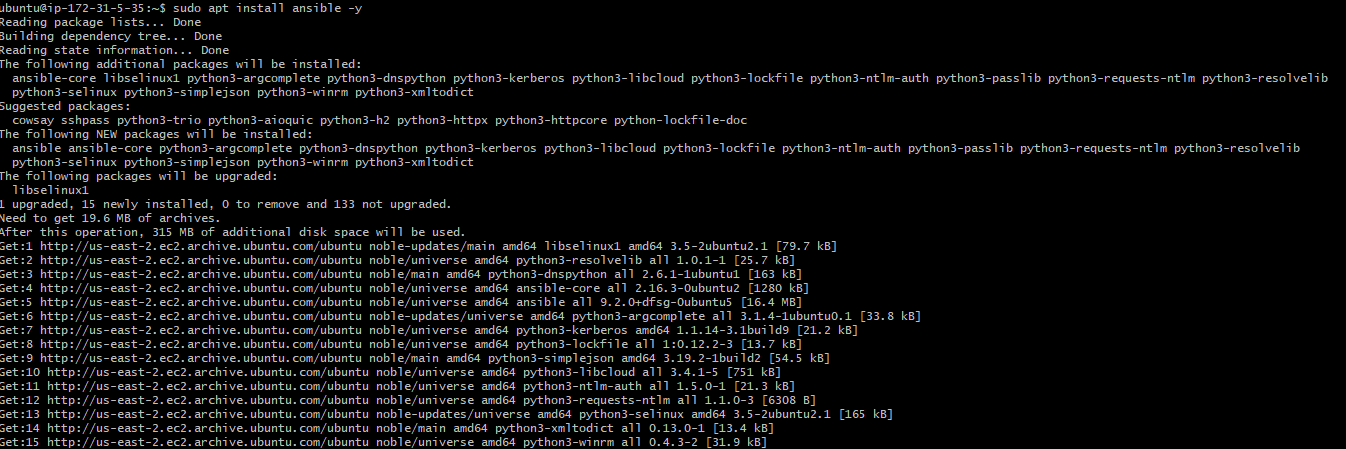 ubuntu@ip-172-31-5-35:~$ sudo apt install ansible -y
Reading package lists... Done
Building dependency tree... Done
Reading state information... Done
The following additional packages will be installed:
  ansible-core libselinux1 python3-argcomplete python3-dnspython python3-kerberos python3-libcloud python3-lockfile python3-ntlm-auth python3-passlib python3-requests-ntlm python3-resolvelib
  python3-selinux python3-simplejson python3-winrm python3-xmltodict
Suggested packages:
  cowsay sshpass python3-trio python3-aioquic python3-h2 python3-httpx python3-httpcore python-lockfile-doc
The following NEW packages will be installed:
  ansible ansible-core python3-argcomplete python3-dnspython python3-kerberos python3-libcloud python3-lockfile python3-ntlm-auth python3-passlib python3-requests-ntlm python3-resolvelib
  python3-selinux python3-simplejson python3-winrm python3-xmltodict
The following packages will be upgraded:
  libselinux1
1 upgraded, 15 newly installed, 0 to remove and 133 not upgraded.
Need to get 19.6 MB of archives.
After this operation, 315 MB of additional disk space will be used.
Get:1 http://us-east-2.ec2.archive.ubuntu.com/ubuntu noble-updates/main amd64 libselinux1 amd64 3.5-2ubuntu2.1 [79.7 kB]
Get:2 http://us-east-2.ec2.archive.ubuntu.com/ubuntu noble/universe amd64 python3-resolvelib all 1.0.1-1 [25.7 kB]
Get:3 http://us-east-2.ec2.archive.ubuntu.com/ubuntu noble/main amd64 python3-dnspython all 2.6.1-1ubuntu1 [163 kB]
Get:4 http://us-east-2.ec2.archive.ubuntu.com/ubuntu noble/universe amd64 ansible-core all 2.16.3-0ubuntu2 [1280 kB]
Get:5 http://us-east-2.ec2.archive.ubuntu.com/ubuntu noble/universe amd64 ansible all 9.2.0+dfsg-0ubuntu5 [16.4 MB]
Get:6 http://us-east-2.ec2.archive.ubuntu.com/ubuntu noble-updates/universe amd64 python3-argcomplete all 3.1.4-1ubuntu0.1 [33.8 kB]
Get:7 http://us-east-2.ec2.archive.ubuntu.com/ubuntu noble/universe amd64 python3-kerberos amd64 1.1.14-3.1build9 [21.2 kB]
Get:8 http://us-east-2.ec2.archive.ubuntu.com/ubuntu noble/universe amd64 python3-lockfile all 1:0.12.2-3 [13.7 kB]
Get:9 http://us-east-2.ec2.archive.ubuntu.com/ubuntu noble/main amd64 python3-simplejson amd64 3.19.2-1build2 [54.5 kB]
Get:10 http://us-east-2.ec2.archive.ubuntu.com/ubuntu noble/universe amd64 python3-libcloud all 3.4.1-5 [751 kB]
Get:11 http://us-east-2.ec2.archive.ubuntu.com/ubuntu noble/universe amd64 python3-ntlm-auth all 1.5.0-1 [21.3 kB]
Get:12 http://us-east-2.ec2.archive.ubuntu.com/ubuntu noble/universe amd64 python3-requests-ntlm all 1.1.0-3 [6308 B]
Get:13 http://us-east-2.ec2.archive.ubuntu.com/ubuntu noble-updates/universe amd64 python3-selinux amd64 3.5-2ubuntu2.1 [165 kB]
Get:14 http://us-east-2.ec2.archive.ubuntu.com/ubuntu noble/main amd64 python3-xmltodict all 0.13.0-1 [13.4 kB]
Get:15 http://us-east-2.ec2.archive.ubuntu.com/ubuntu noble/universe amd64 python3-winrm all 0.4.3-2 [31.9 kB]